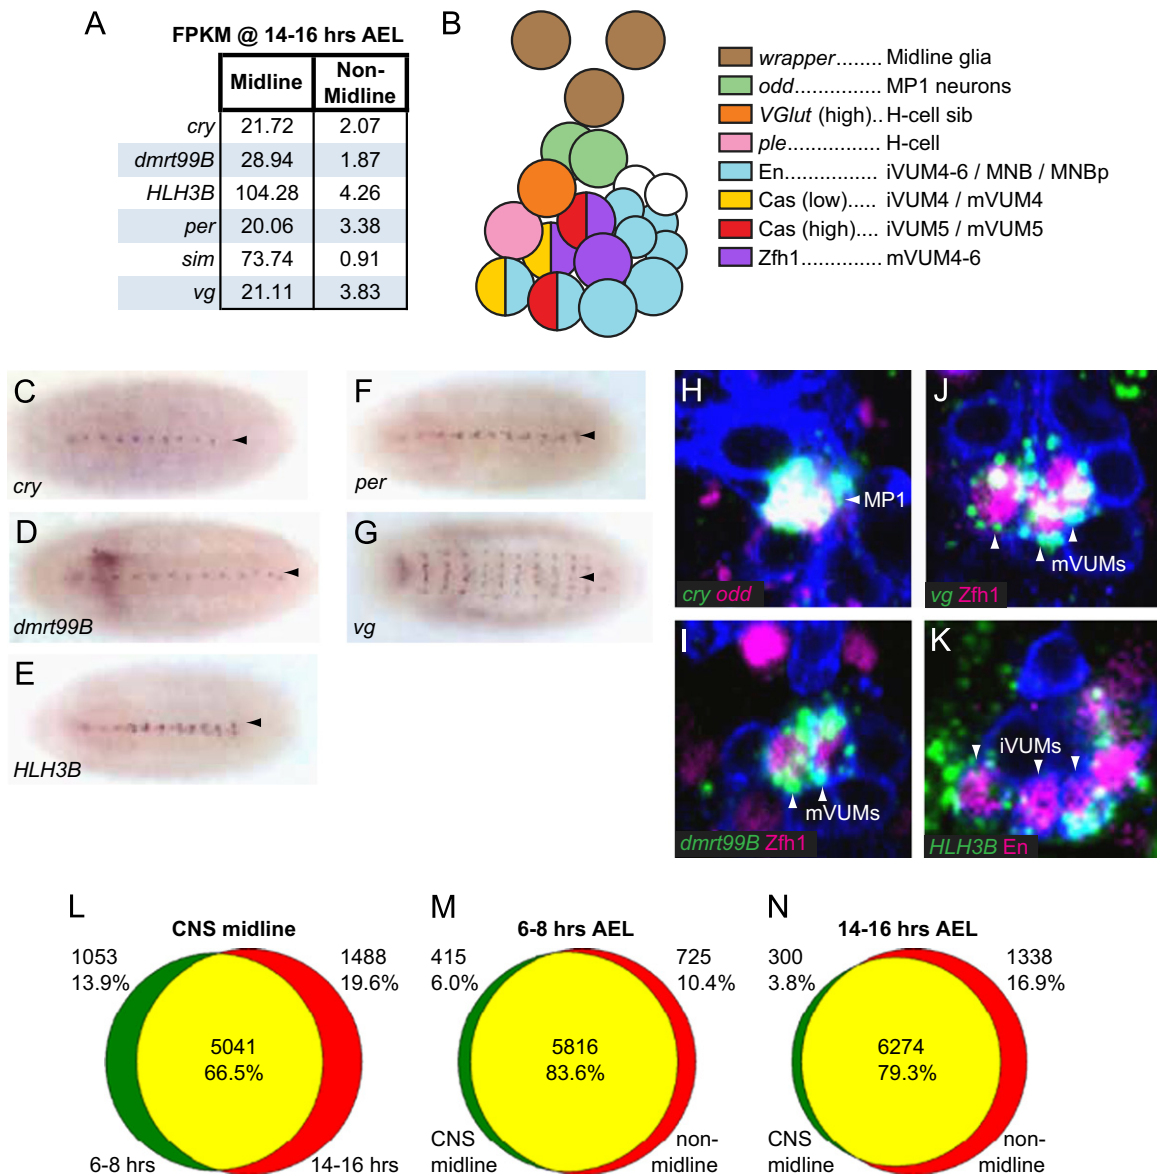 A
FPKM @ 14-16 hrs AEL
Midline Non-Midline
cry 21.72 2.07
dmrt99B 28.94 1.87
HLH3B 104.28 4.26
per 20.06 3.38
sim 73.74 0.91
vg 21.11 3.83
B
wrapper........ Midline glia
odd............... MP1 neurons
VGlut (high).. H-cell sib
ple................ H-cell
En................. iVUM4-6 / MNB / MNBp
Cas (low)..... iVUM4 / mVUM4
Cas (high).... iVUM5 / mVUM5
Zfh1.............. mVUM4-6
C
cry
D
dmrt99B
E
HLH3B
F
per
G
vg
H
MP1
cry odd
I
mVUMs
dmrt99B Zfh1
J
mVUMs
vg Zfh1
K
iVUMs
HLH3B En
L
CNS midline
1053
13.9%
1488
19.6%
5041
66.5%
6-8 hrs
14-16 hrs
M
6-8 hrs AEL
415
6.0%
725
10.4%
5816
83.6%
CNS
midline
non-
midline
N
14-16 hrs AEL
300
3.8%
1338
16.9%
6274
79.3%
CNS
midline
non-
midline